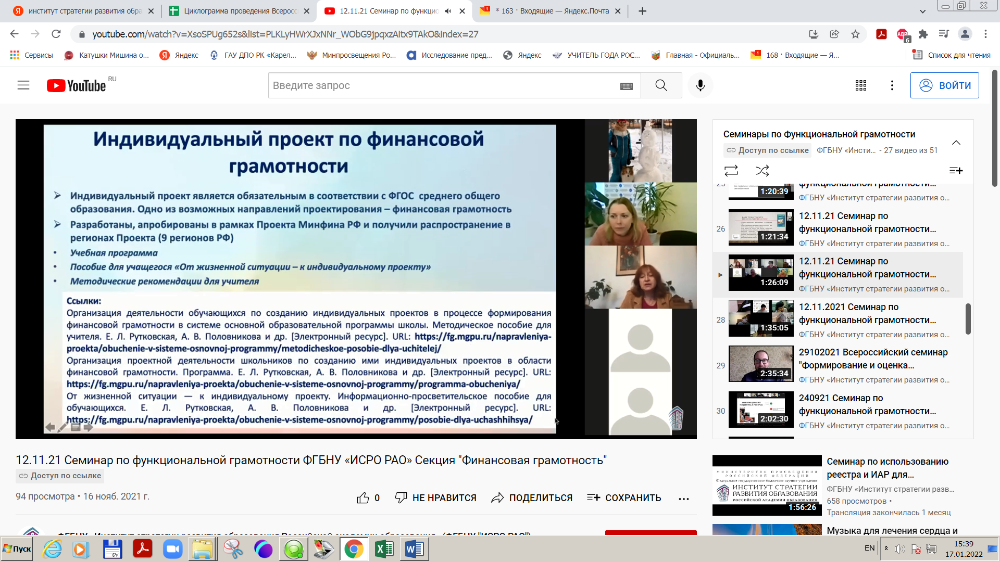 институт стратегии развития обра
Циклограмма проведения Всеросс
12.11.21 Семинар по функцио
* 163 · Входящие — Яндекс.Почта
youtube.com/watch?v=XsoSPUg652s&list=PLKLyHWrXJxNNr_WObG9jpqxzAitx9TAkO&index=27
ABP
6
Сервисы
Катушки Мишина о...
Яндекс
ГАУ ДПО РК «Карел...
Минпросвещения Ро...
Исследование пред...
Яндекс
УЧИТЕЛЬ ГОДА РОС...
Главная - Официаль...
168 · Входящие — Я...
Список для чтения
YouTube RU
Введите запрос
ВОЙТИ
Индивидуальный проект по финансовой
грамотности
Индивидуальный проект является обязательным в соответствии с ФГОС среднего общего
образования. Одно из возможных направлений проектирования – финансовая грамотность
Разработаны, апробированы в рамках Проекта Минфина РФ и получили распространение в
регионах Проекта (9 регионов РФ)
• Учебная программа
• Пособие для учащегося «От жизненной ситуации – к индивидуальному проекту»
• Методические рекомендации для учителя
Ссылки:
Организация деятельности обучающихся по созданию индивидуальных проектов в процессе формирования
финансовой грамотности в системе основной образовательной программы школы. Методическое пособие для
учителя. Е. Л. Рутковская, А. В. Половникова и др. [Электронный ресурс]. URL: https://fg.mgpu.ru/napravleniya-
proekta/obuchenie-v-sisteme-osnovnoj-programmy/metodicheskoe-posobie-dlya-uchitelej/
Организация проектной деятельности школьников по созданию ими индивидуальных проектов в области
финансовой грамотности. Программа. Е. Л. Рутковская, А. В. Половникова и др. [Электронный ресурс]. URL:
https://fg.mgpu.ru/napravleniya-proekta/obuchenie-v-sisteme-osnovnoj-programmy/programma-obucheniya/
От жизненной ситуации — к индивидуальному проекту. Информационно-просветительское пособие для
обучающихся. Е. Л. Рутковская, А. В. Половникова и др. [Электронный ресурс]. URL:
https://fg.mgpu.ru/napravleniya-proekta/obuchenie-v-sisteme-osnovnoj-programmy/posobie-dlya-uchashhihsya/
Семинары по Функциональной грамотности
Доступ по ссылке
ФГБНУ «Инсти... - 27 видео из 51
функциональной грамотности...
1:20:39
ФГБНУ «Институт стратегии развития о...
26
1:21:34
12.11.21 Семинар по
функциональной грамотности...
ФГБНУ «Институт стратегии развития о...
1:26:09
12.11.21 Семинар по
функциональной грамотности...
ФГБНУ «Институт стратегии развития о...
28
1:35:05
12.11.2021 Семинар по
функциональной грамотности...
ФГБНУ «Институт стратегии развития о...
29
2:35:34
29102021 Всероссийский семинар
"Формирование и оценка...
ФГБНУ «Институт стратегии развития о...
30
2:02:30
240921 Семинар по
функциональной грамотности...
ФГБНУ «Институт стратегии развития о...
12.11.21 Семинар по функциональной грамотности ФГБНУ «ИСРО РАО» Секция "Финансовая грамотность"
Доступ по ссылке
94 просмотра • 16 нояб. 2021 г.
0
НЕ НРАВИТСЯ
ПОДЕЛИТЬСЯ
СОХРАНИТЬ
МИНИСТЕРСТВО ПРОСВЕЩЕНИЯ
РОССИЙСКОЙ ФЕДЕРАЦИИ
Федеральное государственное бюджетное научное учреждение
ИНСТИТУТ СТРАТЕГИИ
РАЗВИТИЯ ОБРАЗОВАНИЯ
РОССИЙСКОЙ АКАДЕМИИ ОБРАЗОВАНИЯ
1:56:26
Семинар по использованию
реестра и ИАР для...
ФГБНУ «Институт стратегии разв...
658 просмотров •
Трансляция закончилась 1 месяц
Музыка для лечения сердца и
Пуск
EN
15:39
17.01.2022